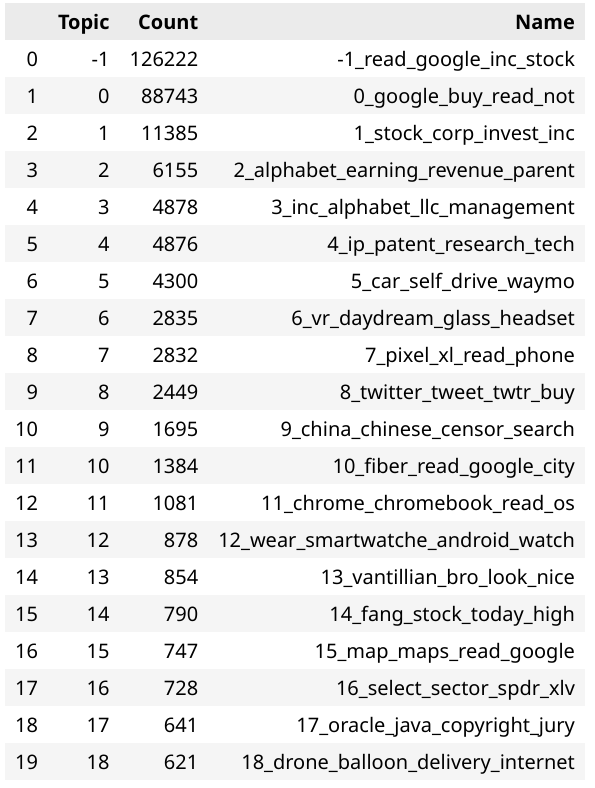 Topic Count Name
0 -1 126222 -1_read_google_inc_stock
1 0 88743 0_google_buy_read_not
2 1 11385 1_stock_corp_invest_inc
3 2 6155 2_alphabet_earning_revenue_parent
4 3 4878 3_inc_alphabet_llc_management
5 4 4876 4_ip_patent_research_tech
6 5 4300 5_car_self_drive_waymo
7 6 2835 6_vr_daydream_glass_headset
8 7 2832 7_pixel_xl_read_phone
9 8 2449 8_twitter_tweet_twtr_buy
10 9 1695 9_china_chinese_censor_search
11 10 1384 10_fiber_read_google_city
12 11 1081 11_chrome_chromebook_read_os
13 12 878 12_wear_smartwatche_android_watch
14 13 854 13_vantillian_bro_look_nice
15 14 790 14_fang_stock_today_high
16 15 747 15_map_maps_read_google
17 16 728 16_select_sector_spdr_xlv
18 17 641 17_oracle_java_copyright_jury
19 18 621 18_drone_balloon_delivery_internet